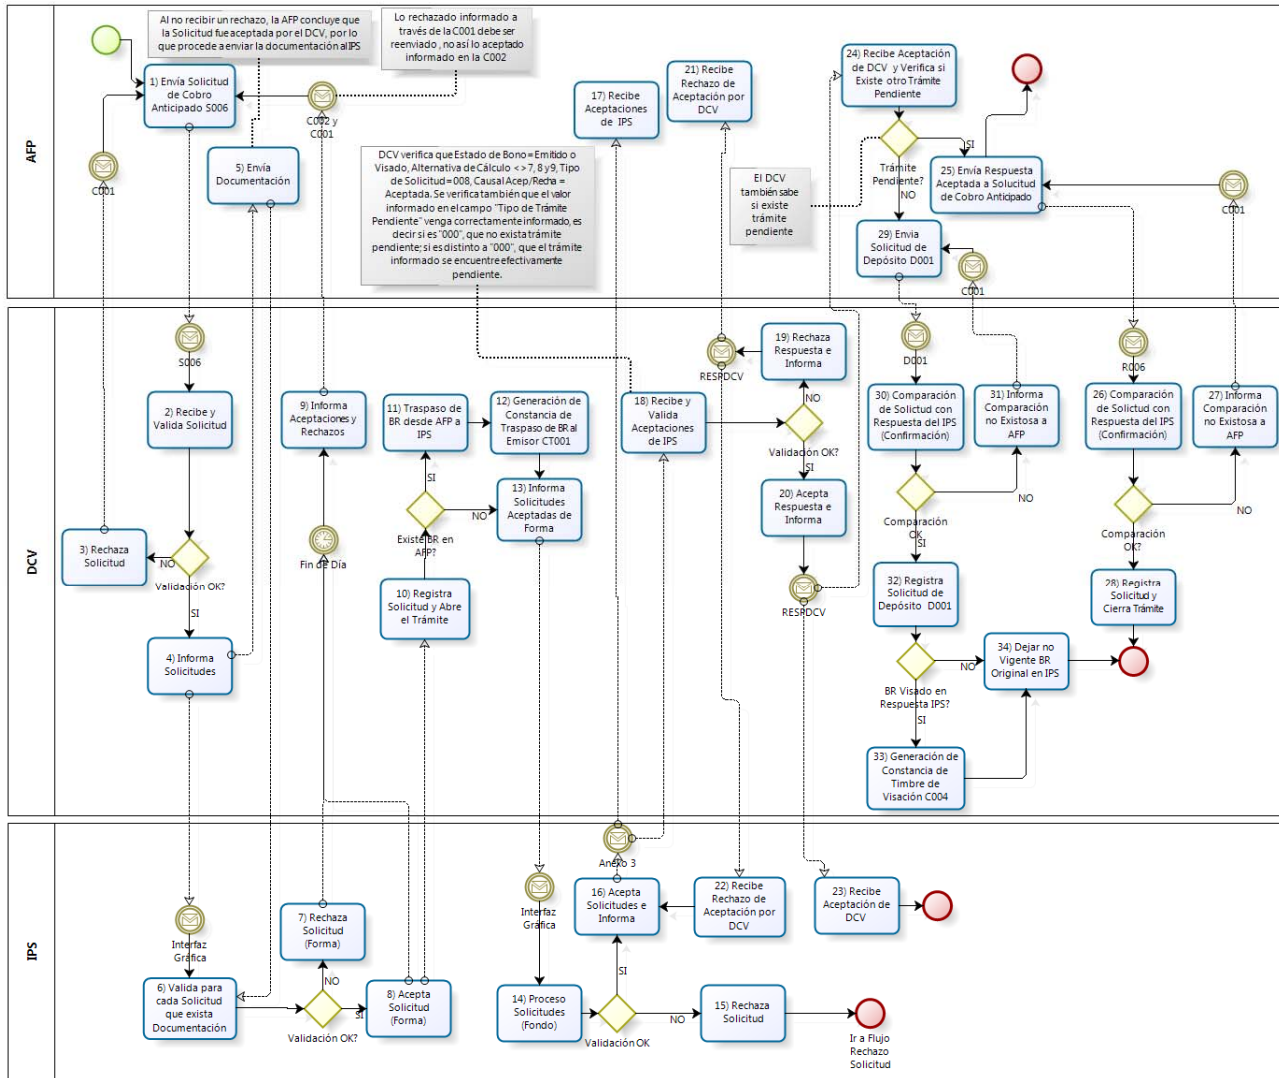 AFP
Al no recibir un rechazo, la AFP concluye que
la Solicitud fue aceptada por el DCV, por lo
que procede a enviar la documentación al IPS
Lo rechazado informado a
través de la C001 debe ser
reenviado , no así lo aceptado
informado en la C002
1) Envía Solicitud
de Cobro
Anticipado S006
C002 y
C001
C001
5) Envía
Documentación
DCV verifica que Estado de Bono = Emitido o
Visado, Alternativa de Cálculo <> 7, 8 y 9, Tipo
de Solicitud = 008, Causal Acep/Recha =
Aceptada. Se verifica también que el valor
informado en el campo "Tipo de Trámite
Pendiente" venga correctamente informado, es
decir si es "000", que no exista trámite
pendiente; si es distinto a "000", que el trámite
informado se encuentre efectivamente
pendiente.
17) Recibe
Aceptaciones
de IPS
21) Recibe
Rechazo de
Aceptación por
DCV
24) Recibe Aceptación
de DCV y Verifica si
Existe otro Trámite
Pendiente
Trámite
Pendiente?
SI
NO
El DCV
también sabe
si existe
trámite
pendiente
25) Envía Respuesta
Aceptada a Solucitud
de Cobro Anticipado
C001
29) Envia
Solicitud de
Depósito D001
C001
DCV
S006
2) Recibe y
Valida Solicitud
3) Rechaza
Solicitud
NO
Validación OK?
SI
4) Informa
Solicitudes
9) Informa
Aceptaciones y
Rechazos
Fin de Día
11) Traspaso de
BR desde AFP a
IPS
12) Generación de
Constancia de
Traspaso de BR al
Emisor CT001
SI
NO
Existe BR en
AFP?
13) Informa
Solicitudes
Aceptadas de
Forma
10) Registra
Solicitud y Abre
el Trámite
18) Recibe y
Valida
Aceptaciones
de IPS
RESPDCV
19) Rechaza
Respuesta e
Informa
NO
Validación OK?
SI
20) Acepta
Respuesta e
Informa
RESPDCV
D001
30) Comparación
de Solictud con
Respuesta del IPS
(Confirmación)
31) Informa
Comparación
no Existosa a
AFP
NO
Comparación
OK
SI
32) Registra
Solicitud de
Depósito D001
NO
BR Visado en
Respuesta IPS?
SI
33) Generación de
Constancia de
Timbre de
Visación C004
34) Dejar no
Vigente BR
Original en IPS
R006
26) Comparación
de Solictud con
Respuesta del IPS
(Confirmación)
27) Informa
Comparación
no Existosa a
AFP
NO
Comparación
OK?
SI
28) Registra
Solicitud y
Cierra Trámite
IPS
Interfaz
Gráfica
6) Valida para
cada Solicitud
que exista
Documentación
7) Rechaza
Solicitud
(Forma)
NO
SI
Validación OK?
8) Acepta
Solicitud
(Forma)
Interfaz
Gráfica
14) Proceso
Solicitudes
(Fondo)
Anexo 3
16) Acepta
Solicitudes e
Informa
SI
NO
Validación OK
22) Recibe
Rechazo de
Aceptación por
DCV
15) Rechaza
Solicitud
23) Recibe
Aceptación de
DCV
Ir a Flujo
Rechazo
Solicitud